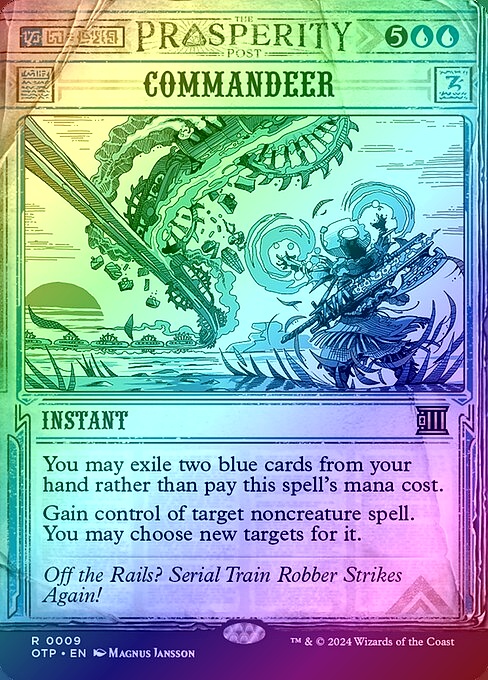 THE
PROSPERITY
POST
5
COMMANDEER
INSTANT
You may exile two blue cards from your
hand rather than pay this spell's mana cost.
Gain control of target noncreature spell.
You may choose new targets for it.
Off the Rails? Serial Train Robber Strikes
Again!
R 0009
OTP • EN Magnus Jansson
™ & © 2024 Wizards of the Coast